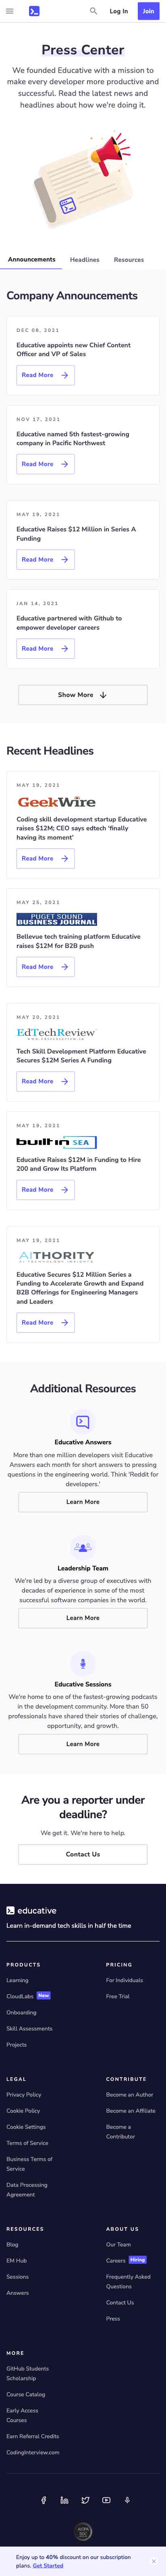 Log In
Join
Press Center
We founded Educative with a mission to
make every developer more productive and
successful. Read the latest news and
headlines about how we're doing it.
Announcements
Headlines
Resources
Company Announcements
DEC 08, 2021
Educative appoints new Chief Content
Officer and VP of Sales
Read More
NOV 17, 2021
Educative named 5th fastest-growing
company in Pacific Northwest
Read More
MAY 19, 2021
Educative Raises $12 Million in Series A
Funding
Read More
JAN 14, 2021
Educative partnered with Github to
empower developer careers
Read More
Show More
Recent Headlines
MAY 19, 2021
GeekWire
Coding skill development startup Educative
raises $12M; CEO says edtech 'finally
having its moment'
Read More
MAY 25, 2021
PUGET SOUND
BUSINESS JOURNAL
Bellevue tech training platform Educative
raises $12M for B2B push
Read More
MAY 20, 2021
EdTechReview
Tech Skill Development Platform Educative
Secures $12M Series A Funding
Read More
MAY 19, 2021
builtin SEA
Educative Raises $12M in Funding to Hire
200 and Grow Its Platform
Read More
MAY 19, 2021
AITHORITY
Educative Secures $12 Million Series a
Funding to Accelerate Growth and Expand
B2B Offerings for Engineering Managers
and Leaders
Read More
Additional Resources
Educative Answers
More than one million developers visit Educative
Answers each month for short answers to pressing
questions in the engineering world. Think 'Reddit for
developers.'
Learn More
Leadership Team
We're led by a diverse group of executives with
decades of experience in some of the most
successful software companies in the world.
Learn More
Educative Sessions
We're home to one of the fastest-growing podcasts
in the development community. More than 50
professionals have shared their stories of challenge,
opportunity, and growth.
Learn More
Are you a reporter under
deadline?
We get it. We're here to help.
Contact Us
educative
Learn in-demand tech skills in half the time
PRODUCTS
Learning
CloudLabs New
Onboarding
Skill Assessments
Projects
PRICING
For Individuals
Free Trial
LEGAL
Privacy Policy
Cookie Policy
Cookie Settings
Terms of Service
Business Terms of
Service
Data Processing
Agreement
CONTRIBUTE
Become an Author
Become an Affiliate
Become a
Contributor
RESOURCES
Blog
EM Hub
Sessions
Answers
ABOUT US
Our Team
Careers Hiring
Frequently Asked
Questions
Contact Us
Press
MORE
GitHub Students
Scholarship
Course Catalog
Early Access
Courses
Earn Referral Credits
CodingInterview.com
Enjoy up to 40% discount on our subscription
plans. Get Started